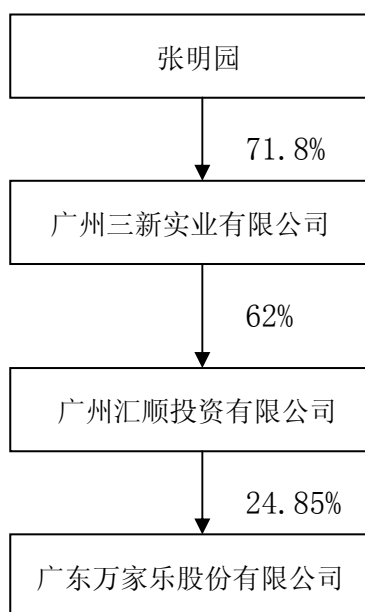 张明园
71.8%
广州三新实业有限公司
62%
广州汇顺投资有限公司
24.85%
广东万家乐股份有限公司